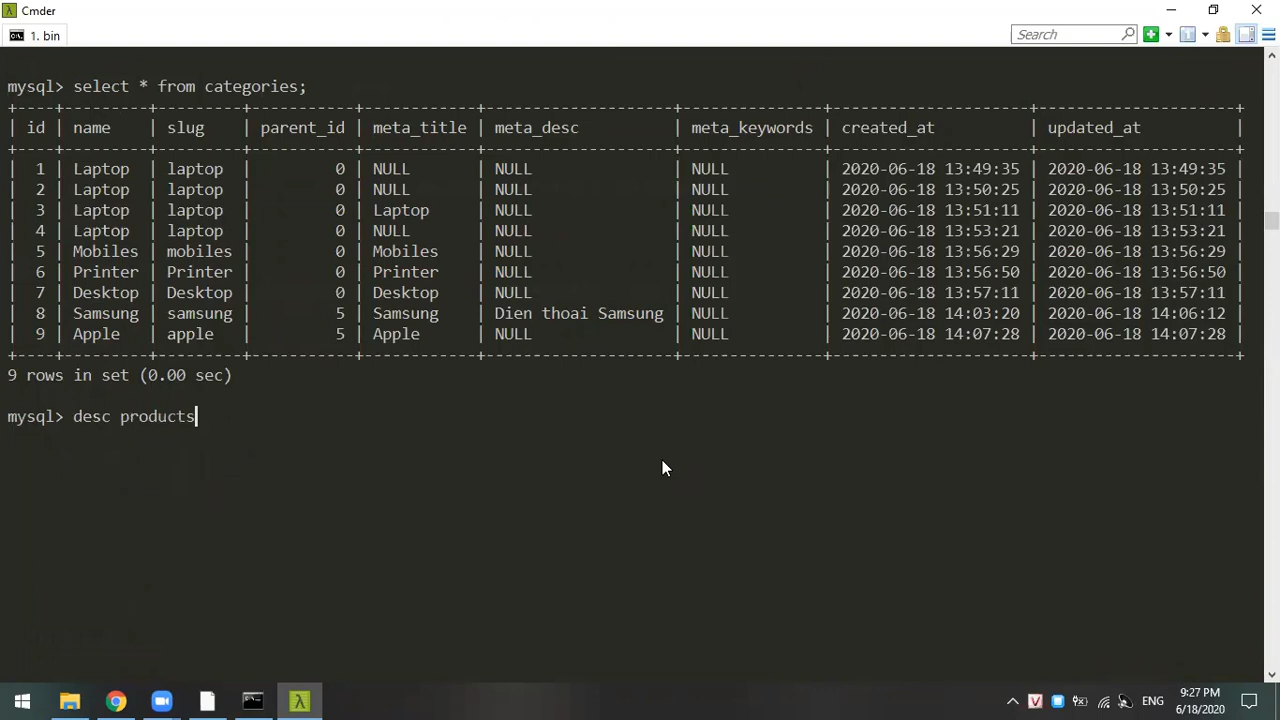 Cmder
1. bin
Search
mysql> select * from categories;
+----+---------+---------+-----------+------------+--------------------+---------------+---------------------+---------------------+
| id | name    | slug    | parent_id | meta_title | meta_desc          | meta_keywords | created_at          | updated_at          |
+----+---------+---------+-----------+------------+--------------------+---------------+---------------------+---------------------+
|  1 | Laptop  | laptop  |         0 | NULL       | NULL               | NULL          | 2020-06-18 13:49:35 | 2020-06-18 13:49:35 |
|  2 | Laptop  | laptop  |         0 | NULL       | NULL               | NULL          | 2020-06-18 13:50:25 | 2020-06-18 13:50:25 |
|  3 | Laptop  | laptop  |         0 | Laptop     | NULL               | NULL          | 2020-06-18 13:51:11 | 2020-06-18 13:51:11 |
|  4 | Laptop  | laptop  |         0 | NULL       | NULL               | NULL          | 2020-06-18 13:53:21 | 2020-06-18 13:53:21 |
|  5 | Mobiles | mobiles |         0 | Mobiles    | NULL               | NULL          | 2020-06-18 13:56:29 | 2020-06-18 13:56:29 |
|  6 | Printer | Printer |         0 | Printer    | NULL               | NULL          | 2020-06-18 13:56:50 | 2020-06-18 13:56:50 |
|  7 | Desktop | Desktop |         0 | Desktop    | NULL               | NULL          | 2020-06-18 13:57:11 | 2020-06-18 13:57:11 |
|  8 | Samsung | samsung |         5 | Samsung    | Dien thoai Samsung | NULL          | 2020-06-18 14:03:20 | 2020-06-18 14:06:12 |
|  9 | Apple   | apple   |         5 | Apple      | NULL               | NULL          | 2020-06-18 14:07:28 | 2020-06-18 14:07:28 |
+----+---------+---------+-----------+------------+--------------------+---------------+---------------------+---------------------+
9 rows in set (0.00 sec)
mysql> desc products
ENG
9:27 PM
6/18/2020